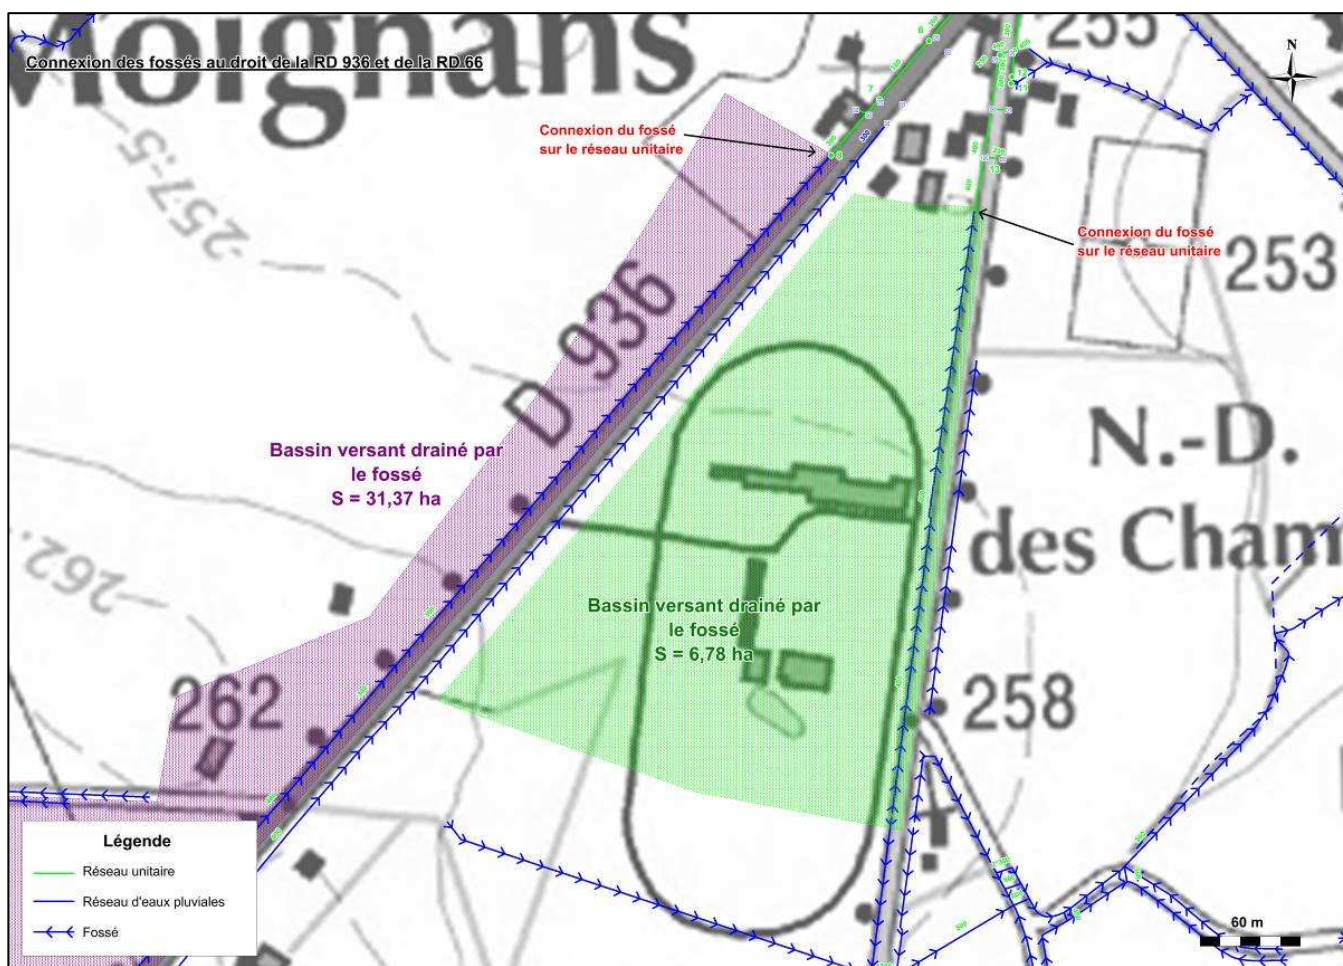 Moignans
Connexion des fossés au droit de la RD 936 et de la RD 66
255
N
Connexion du fossé
sur le réseau unitaire
257·5
Connexion du fossé
sur le réseau unitaire
253
D 936
Bassin versant drainé par
le fossé
S = 31,37 ha
N.-D.
des Cham
262
Bassin versant drainé par
le fossé
S = 6,78 ha
262
258
Légende
Réseau unitaire
Réseau d'eaux pluviales
Fossé
60 m